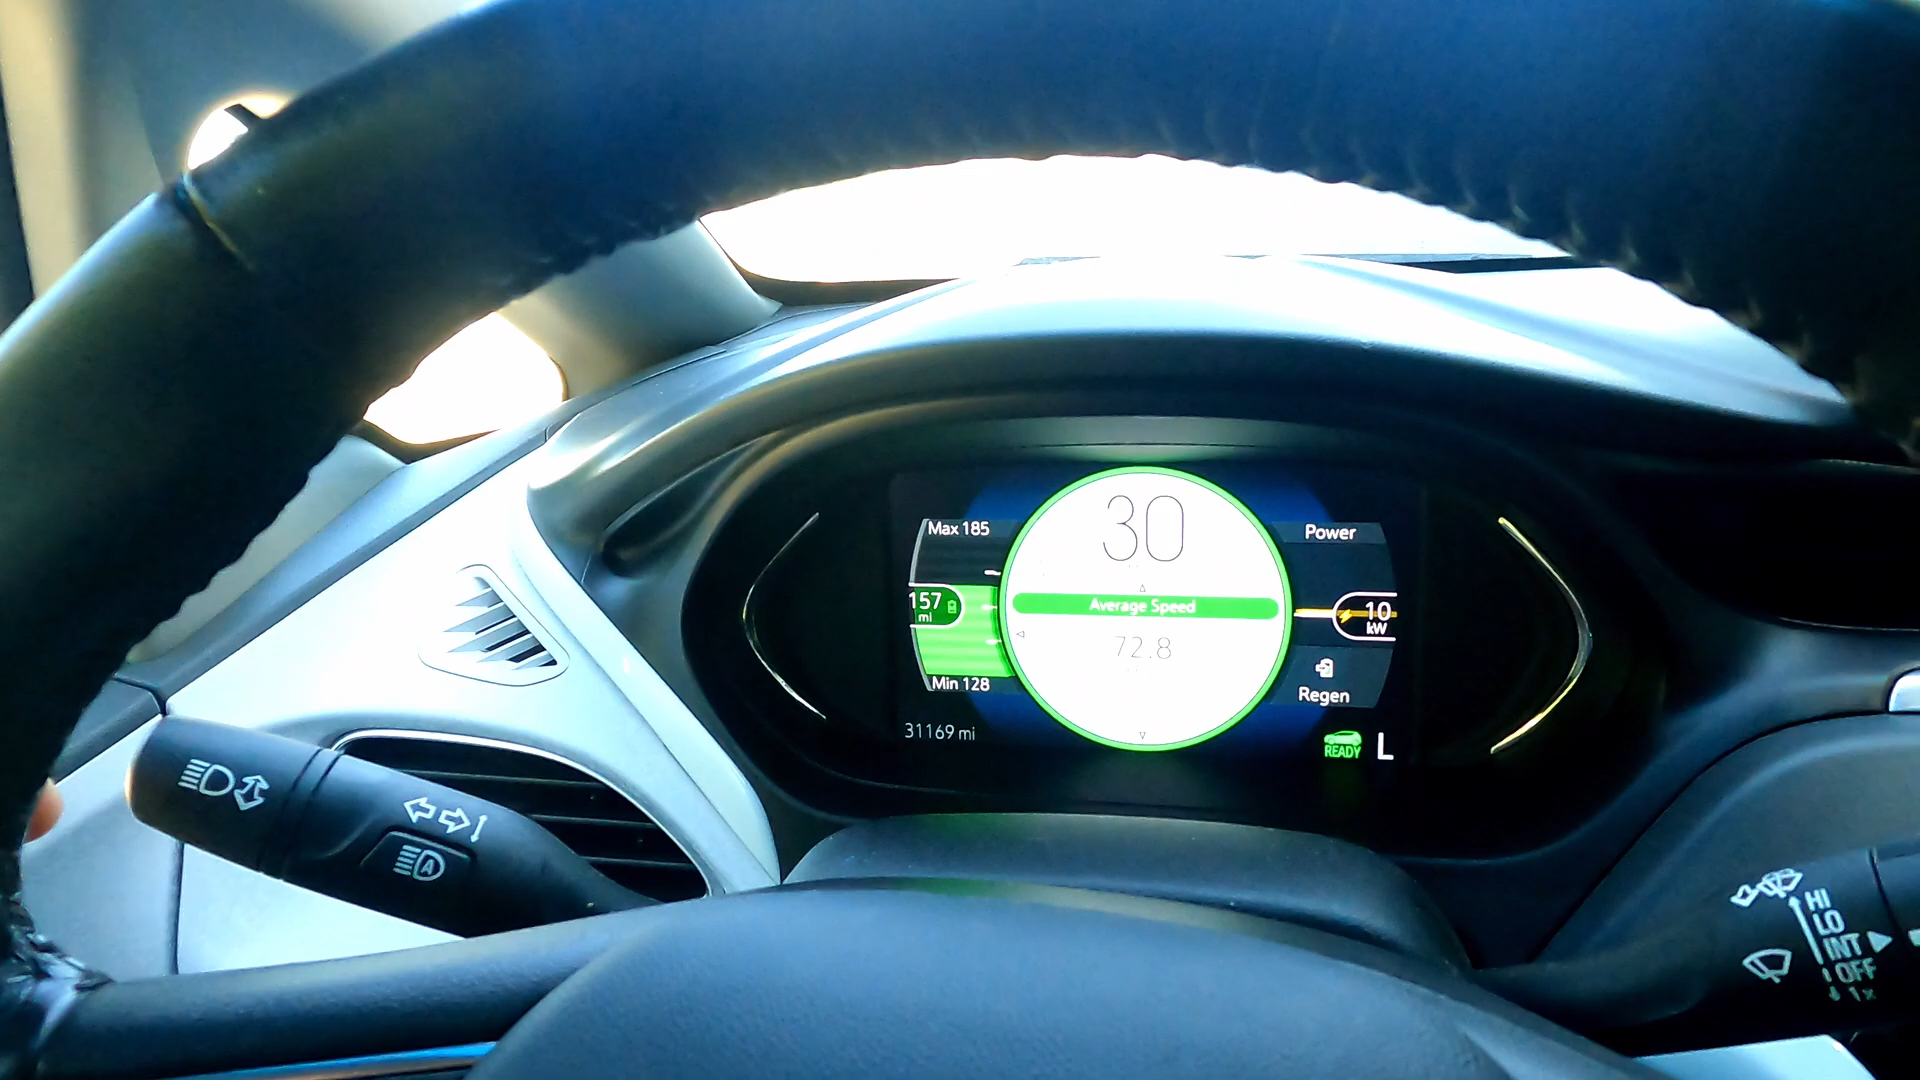 30
Max 185
Power
157
mi
Average Speed
10
kW
72.8
Min 128
Regen
31169 mi
READY
L
A
HI
LO
INT
OFF
1x